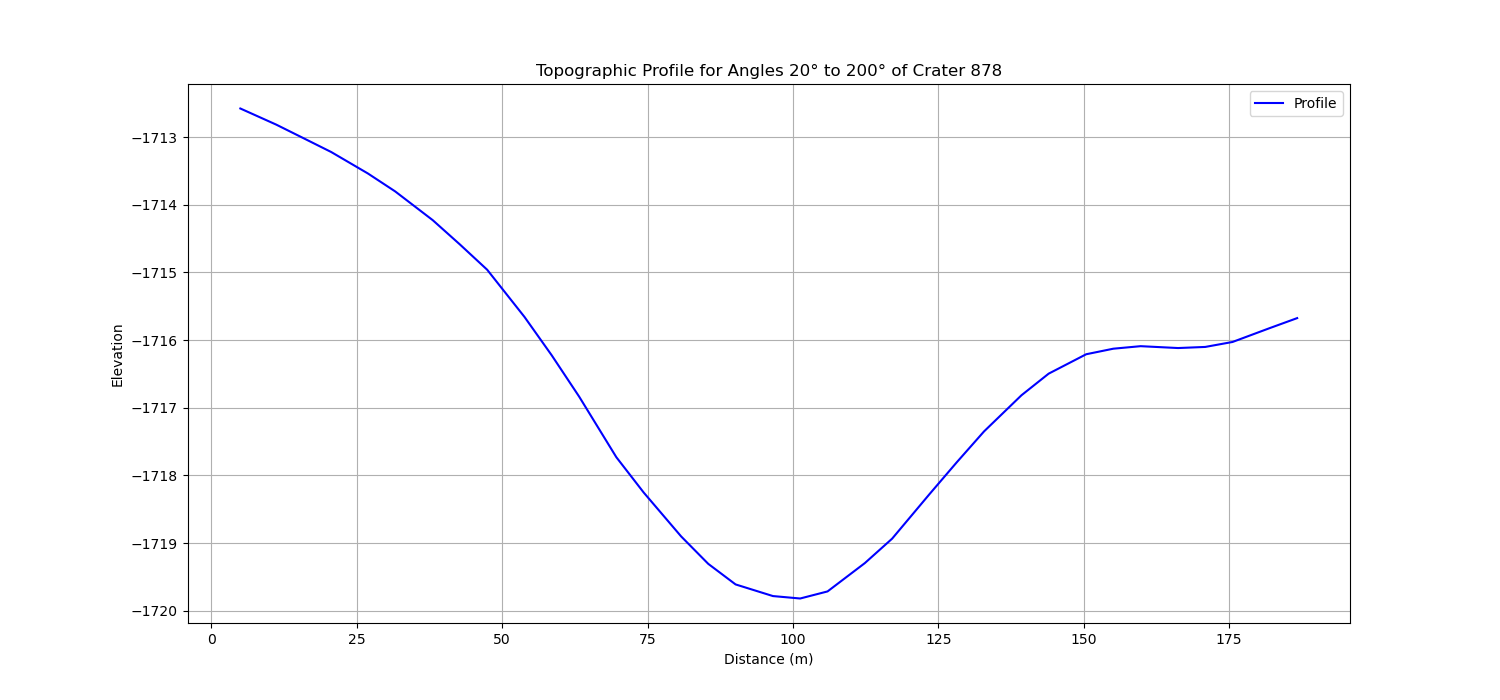 Topographic Profile for Angles 20° to 200° of Crater 878
Profile
−1713
−1714
−1715
−1716
−1717
−1718
−1719
−1720
Elevation
0 25 50 75 100 125 150 175
Distance (m)